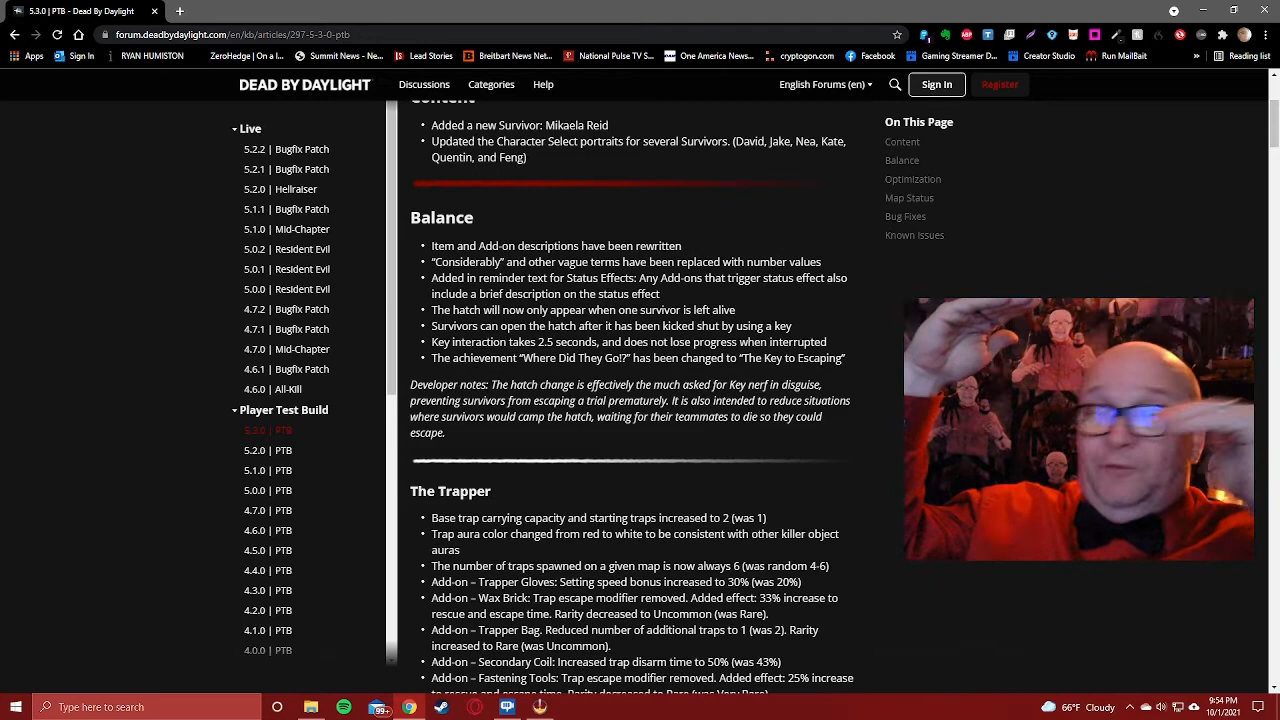 5.3.0 | PTB - Dead By Daylight
forum.deadbydaylight.com/en/kb/articles/297-5-3-0-ptb
Apps Sign In RYAN HUMISTON ZeroHedge | On a l... Summit News – Ne... Lead Stories Breitbart News Net... National Pulse TV S... One America News... cryptogon.com Facebook Gaming Stream Det... Creator Studio Run MailBait » Reading list
DEAD BY DAYLIGHT Discussions Categories Help English Forums (en) Sign In Register
Live
5.2.2 | Bugfix Patch
5.2.1 | Bugfix Patch
5.2.0 | Hellraiser
5.1.1 | Bugfix Patch
5.1.0 | Mid-Chapter
5.0.2 | Resident Evil
5.0.1 | Resident Evil
5.0.0 | Resident Evil
4.7.2 | Bugfix Patch
4.7.1 | Bugfix Patch
4.7.0 | Mid-Chapter
4.6.1 | Bugfix Patch
4.6.0 | All-Kill
Player Test Build
5.3.0 | PTB
5.2.0 | PTB
5.1.0 | PTB
5.0.0 | PTB
4.7.0 | PTB
4.6.0 | PTB
4.5.0 | PTB
4.4.0 | PTB
4.3.0 | PTB
4.2.0 | PTB
4.1.0 | PTB
4.0.0 | PTB
Content
• Added a new Survivor: Mikaela Reid
• Updated the Character Select portraits for several Survivors. (David, Jake, Nea, Kate,
Quentin, and Feng)
Balance
• Item and Add-on descriptions have been rewritten
• “Considerably” and other vague terms have been replaced with number values
• Added in reminder text for Status Effects: Any Add-ons that trigger status effect also
include a brief description on the status effect
• The hatch will now only appear when one survivor is left alive
• Survivors can open the hatch after it has been kicked shut by using a key
• Key interaction takes 2.5 seconds, and does not lose progress when interrupted
• The achievement “Where Did They Go!?” has been changed to “The Key to Escaping”
Developer notes: The hatch change is effectively the much asked for Key nerf in disguise,
preventing survivors from escaping a trial prematurely. It is also intended to reduce situations
where survivors would camp the hatch, waiting for their teammates to die so they could
escape.
The Trapper
• Base trap carrying capacity and starting traps increased to 2 (was 1)
• Trap aura color changed from red to white to be consistent with other killer object
auras
• The number of traps spawned on a given map is now always 6 (was random 4-6)
• Add-on – Trapper Gloves: Setting speed bonus increased to 30% (was 20%)
• Add-on – Wax Brick: Trap escape modifier removed. Added effect: 33% increase to
rescue and escape time. Rarity decreased to Uncommon (was Rare).
• Add-on – Trapper Bag. Reduced number of additional traps to 1 (was 2). Rarity
increased to Rare (was Uncommon).
• Add-on – Secondary Coil: Increased trap disarm time to 50% (was 43%)
• Add-on – Fastening Tools: Trap escape modifier removed. Added effect: 25% increase
to rescue and escape time. Rarity decreased to Rare (was Very Rare)
On This Page
Content
Balance
Optimization
Map Status
Bug Fixes
Known Issues
Type here to search
99+
66°F Cloudy
9:54 PM
10/1/2021